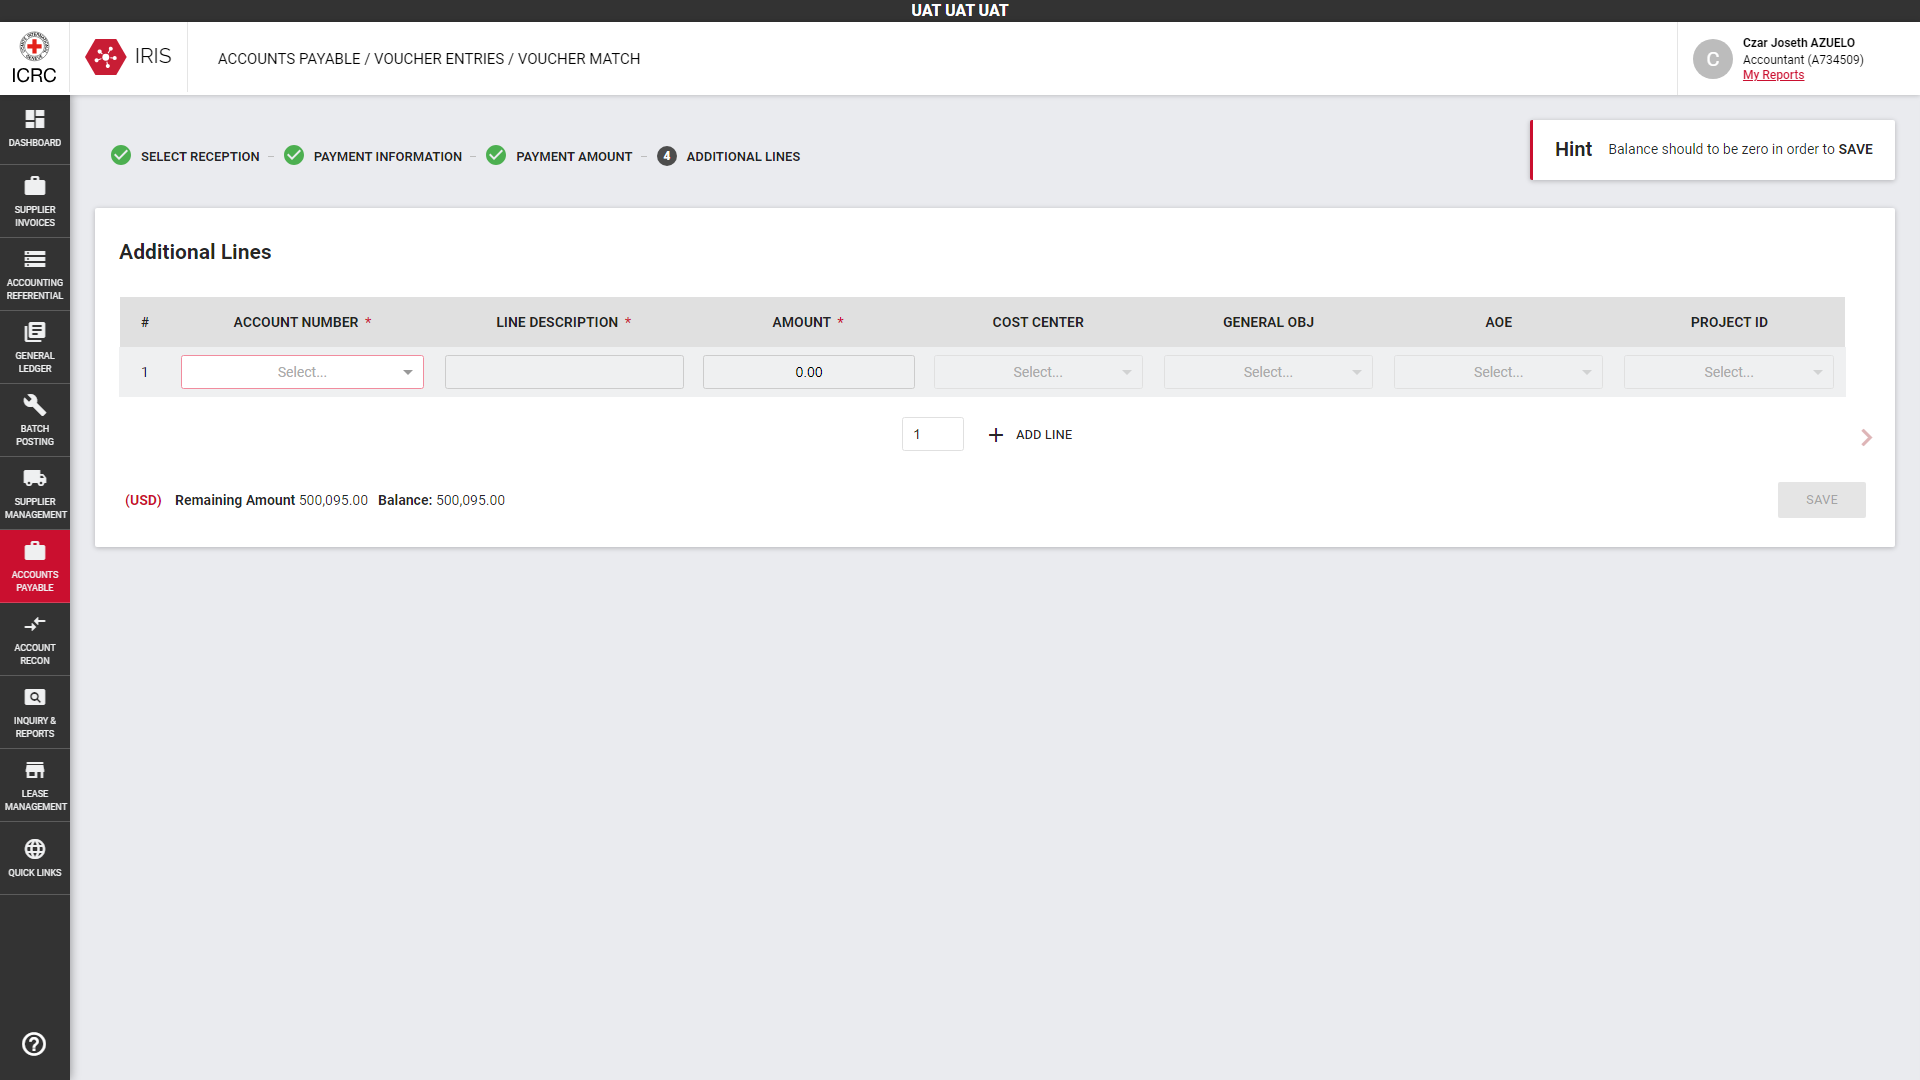 UAT UAT UAT
ICRC
IRIS
ACCOUNTS PAYABLE / VOUCHER ENTRIES / VOUCHER MATCH
C
Czar Joseth AZUELO
Accountant (A734509)
My Reports
DASHBOARD
SUPPLIER
INVOICES
ACCOUNTING
REFERENTIAL
GENERAL
LEDGER
BATCH
POSTING
SUPPLIER
MANAGEMENT
ACCOUNTS
PAYABLE
ACCOUNT
RECON
INQUIRY &
REPORTS
LEASE
MANAGEMENT
QUICK LINKS
SELECT RECEPTION – PAYMENT INFORMATION – PAYMENT AMOUNT – 4 ADDITIONAL LINES
Hint Balance should to be zero in order to SAVE
Additional Lines
# ACCOUNT NUMBER * LINE DESCRIPTION * AMOUNT * COST CENTER GENERAL OBJ AOE PROJECT ID
1 Select... 0.00 Select... Select... Select... Select...
1 + ADD LINE
(USD) Remaining Amount 500,095.00 Balance: 500,095.00
SAVE